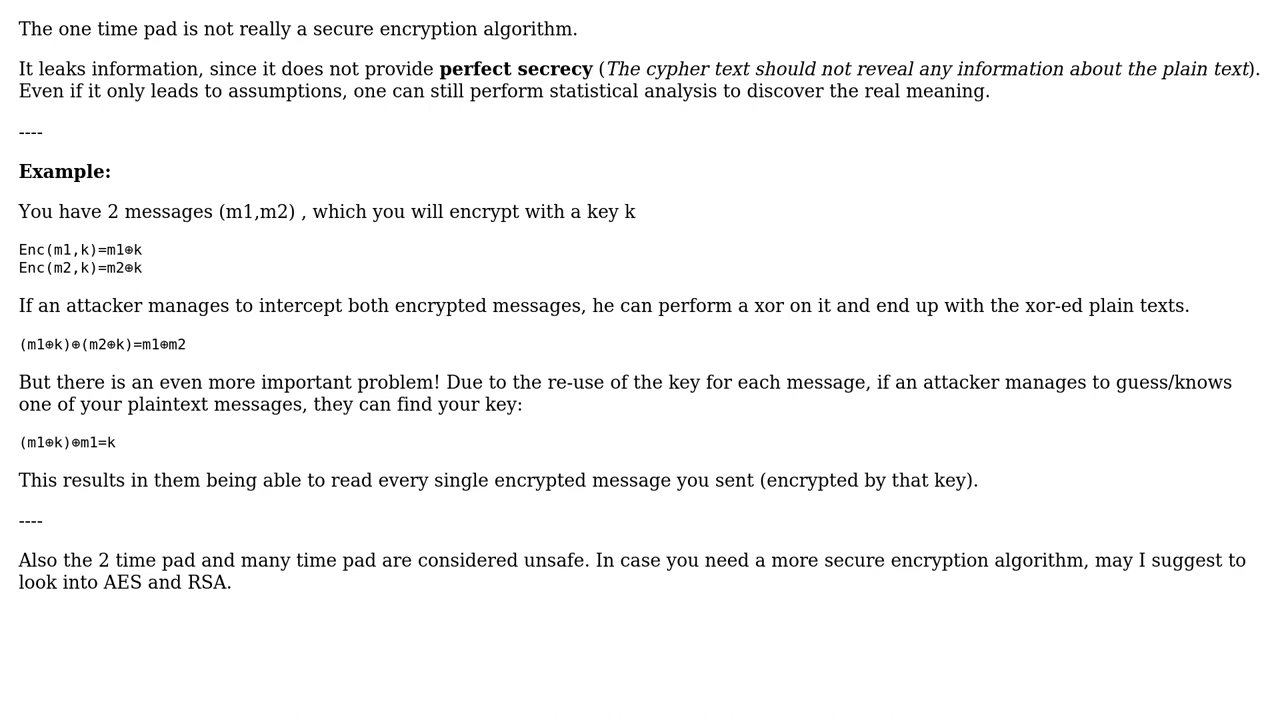 The one time pad is not really a secure encryption algorithm.
It leaks information, since it does not provide perfect secrecy (The cypher text should not reveal any information about the plain text).
Even if it only leads to assumptions, one can still perform statistical analysis to discover the real meaning.
----
Example:
You have 2 messages (m1,m2) , which you will encrypt with a key k
Enc(m1,k)=m1⊕k
Enc(m2,k)=m2⊕k
If an attacker manages to intercept both encrypted messages, he can perform a xor on it and end up with the xor-ed plain texts.
(m1⊕k)⊕(m2⊕k)=m1⊕m2
But there is an even more important problem! Due to the re-use of the key for each message, if an attacker manages to guess/knows
one of your plaintext messages, they can find your key:
(m1⊕k)⊕m1=k
This results in them being able to read every single encrypted message you sent (encrypted by that key).
----
Also the 2 time pad and many time pad are considered unsafe. In case you need a more secure encryption algorithm, may I suggest to
look into AES and RSA.